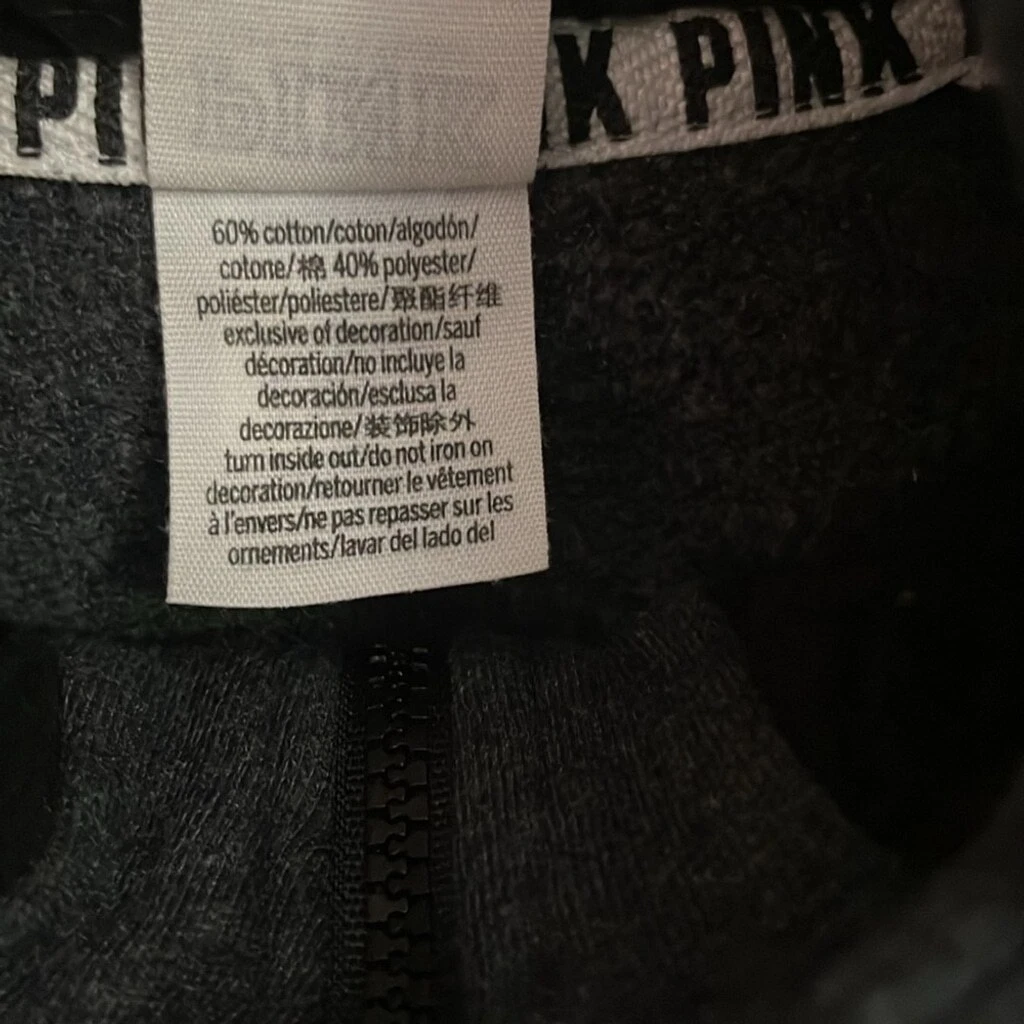 PI
K PINK
60% cotton/coton/algodón/
cotone/棉 40% polyester/
poliéster/poliestere/聚酯纤维
exclusive of decoration/sauf
décoration/no incluye la
decoración/esclusa la
decorazione/装饰除外
turn inside out/do not iron on
decoration/retourner le vêtement
à l'envers/ne pas repasser sur les
ornements/lavar del lado del